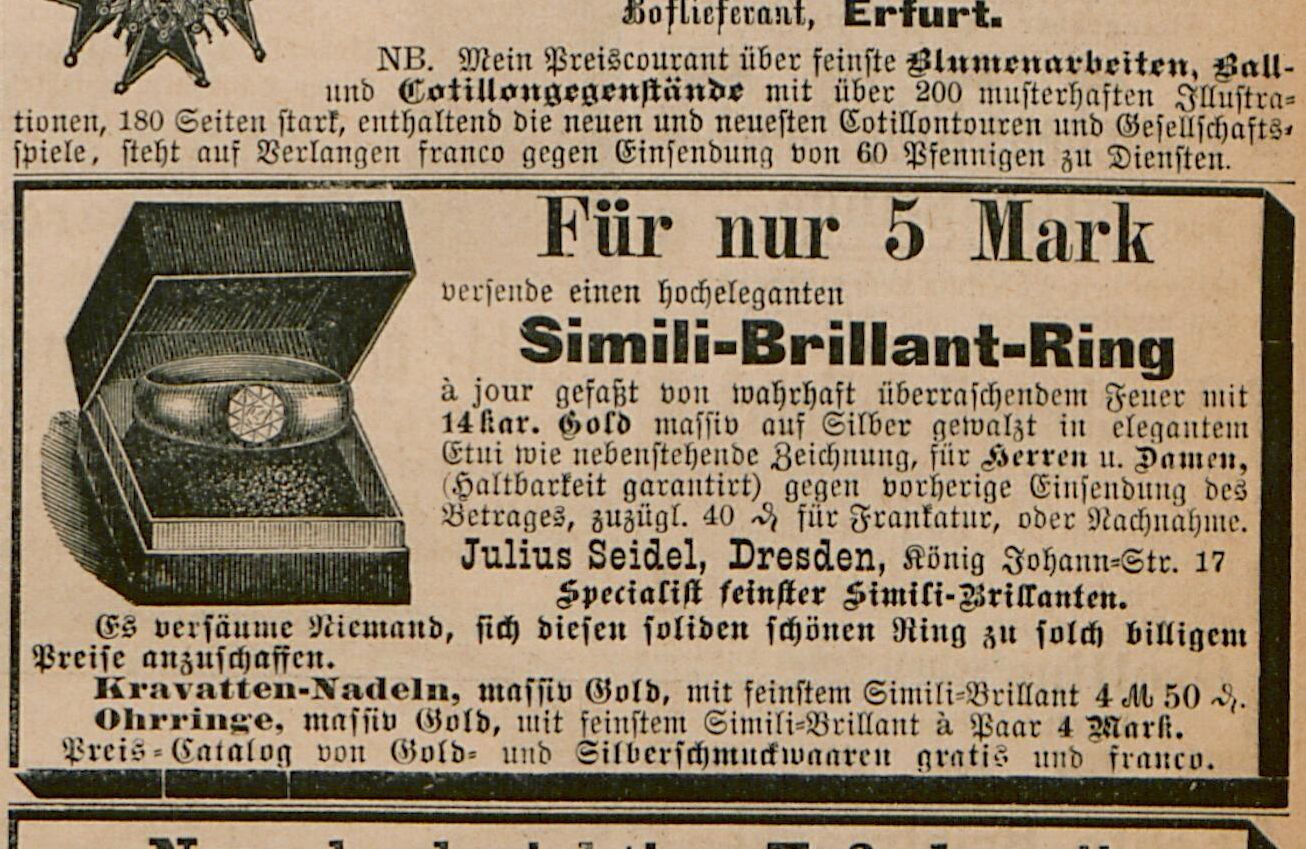 Hoflieferant, Erfurt.
NB. Mein Preiscourant über feinste Blumenarbeiten, Ball-
und Cotillongegenstände mit über 200 musterhaften Illustra-
tionen, 180 Seiten stark, enthaltend die neuen und neuesten Cotillontouren und Gesellschafts-
spiele, steht auf Verlangen franco gegen Einsendung von 60 Pfennigen zu Diensten.
Für nur 5 Mark
versende einen hocheleganten
Simili-Brillant-Ring
à jour gefaßt von wahrhaft überraschendem Feuer mit
14kar. Gold massiv auf Silber gewalzt in elegantem
Etui wie nebenstehende Zeichnung, für Herren u. Damen,
(Haltbarkeit garantirt) gegen vorherige Einsendung des
Betrages, zuzügl. 40 ₰ für Frankatur, oder Nachnahme.
Julius Seidel, Dresden, König Johann-Str. 17
Specialist feinster Simili-Brillanten.
Es versäume Niemand, sich diesen soliden schönen Ring zu solch billigem
Preise anzuschaffen.
Kravatten-Nadeln, massiv Gold, mit feinstem Simili-Brillant 4 ℳ 50 ₰.
Ohrringe, massiv Gold, mit feinstem Simili-Brillant à Paar 4 Mark.
Preis-Catalog von Gold- und Silberschmuckwaaren gratis und franco.